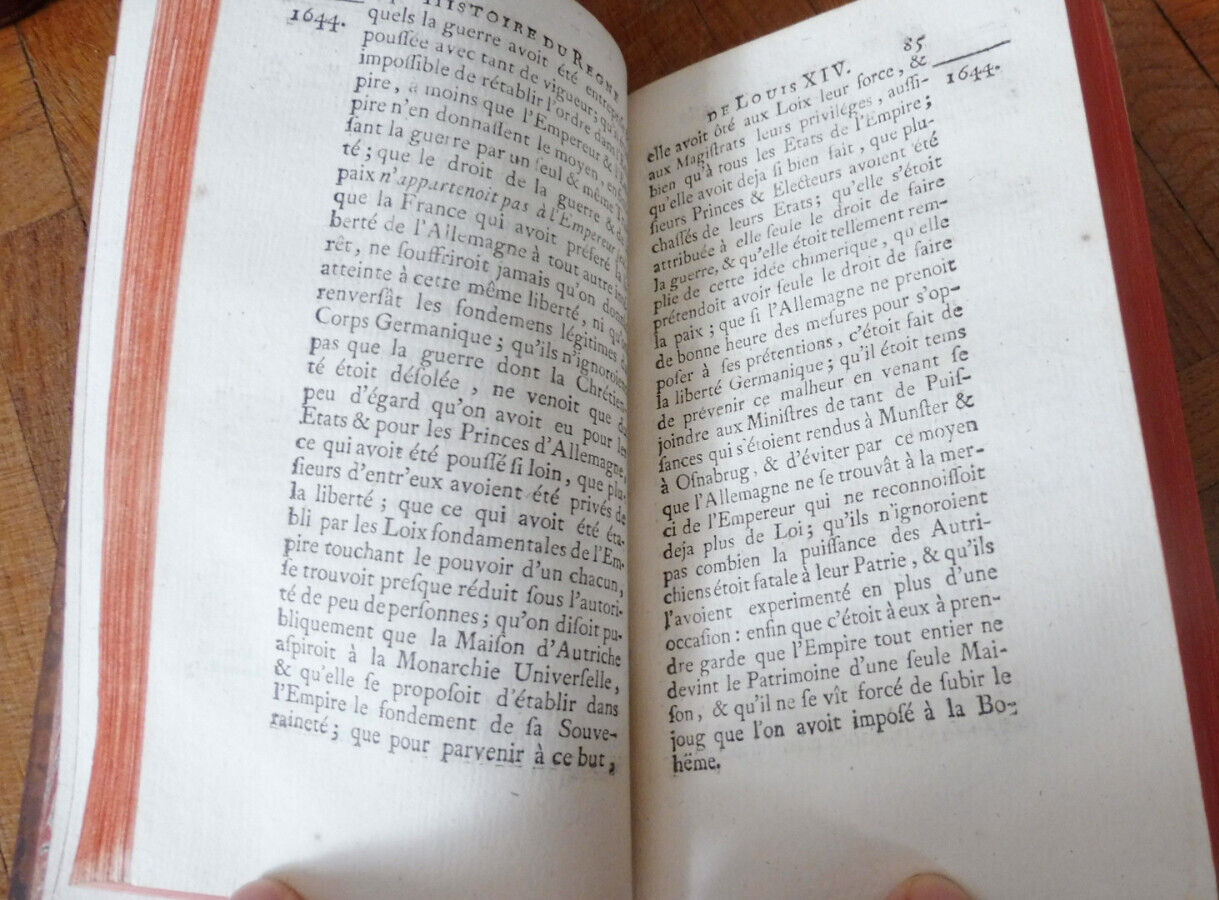 HISTOIRE DU REGNE
1644.
quels la guerre avoit été
pouſſée avec tant de vigueur;
impoſſible de rétablir l'ordre dans
pire, à moins que l'Empereur &
pire n'en donnaſſent le moyen,
ſant la guerre par un ſeul & même
té; que le droit de la guerre & de
paix n'appartenoit pas à l'Empereur
que la France qui avoit préferé la
berté de l'Allemagne à tout autre
rêt, ne ſouffriroit jamais qu'on
atteinte à cette même liberté, ni qu'on
renverſât les fondemens légitimes
Corps Germanique; qu'ils n'ignoroient
pas que la guerre dont la Chrétien-
té étoit déſolée, ne venoit que du
peu d'égard qu'on avoit eu pour les
Etats & pour les Princes d'Allemagne,
ce qui avoit été pouſſé ſi loin, que plu-
ſieurs d'entr'eux avoient été privés de
la liberté; que ce qui avoit été éta-
bli par les Loix fondamentales de l'Em-
pire touchant le pouvoir d'un chacun,
ſe trouvoit preſque réduit ſous l'autori-
té de peu de perſonnes; qu'on diſoit pu-
bliquement que la Maiſon d'Autriche
aſpiroit à la Monarchie Univerſelle,
& qu'elle ſe propoſoit d'établir dans
l'Empire le fondement de ſa Souve-
raineté; que pour parvenir à ce but,
DE LOUIS XIV. 85
1644.
elle avoit ôté aux Loix leur force, &
aux Magiſtrats leurs priviléges, auſſi-
bien qu'à tous les Etats de l'Empire;
qu'elle avoit deja ſi bien fait, que plu-
ſieurs Princes & Electeurs avoient été
chaſſés de leurs Etats; qu'elle s'étoit
attribuée à elle ſeule le droit de faire
la guerre, & qu'elle étoit tellement rem-
plie de cette idée chimerique, qu'elle
prétendoit avoir ſeule le droit de faire
la paix; que ſi l'Allemagne ne prenoit
de bonne heure des meſures pour s'op-
poſer à ſes prétentions, c'étoit fait de
la liberté Germanique; qu'il étoit tems
de prévenir ce malheur en venant ſe
joindre aux Miniſtres de tant de Puiſ-
ſances qui s'étoient rendus à Munſter &
à Oſnabrug, & d'éviter par ce moyen
que l'Allemagne ne ſe trouvât à la mer-
ci de l'Empereur qui ne reconnoiſſoit
deja plus de Loi; qu'ils n'ignoroient
pas combien la puiſſance des Autri-
chiens étoit fatale à leur Patrie, & qu'ils
l'avoient experimenté en plus d'une
occaſion: enfin que c'étoit à eux à pren-
dre garde que l'Empire tout entier ne
devint le Patrimoine d'une ſeule Mai-
ſon, & qu'il ne ſe vît forcé de ſubir le
joug que l'on avoit impoſé à la Bo-
hême.